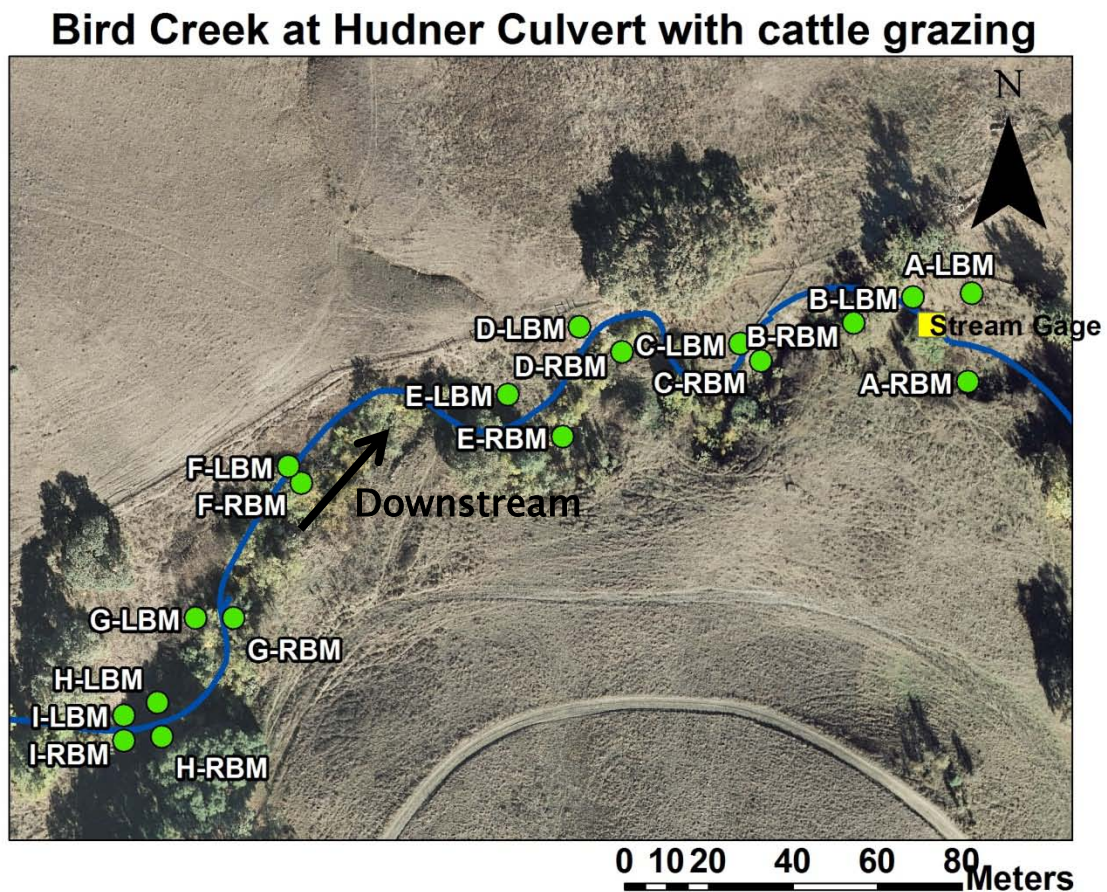 Bird Creek at Hudner Culvert with cattle grazing
N
A-LBM
B-LBM
Stream Gage
D-LBM
C-LBM
B-RBM
D-RBM
C-RBM
A-RBM
E-LBM
E-RBM
F-LBM
F-RBM
Downstream
G-LBM
G-RBM
H-LBM
I-LBM
I-RBM
H-RBM
0 10 20 40 60 80 Meters